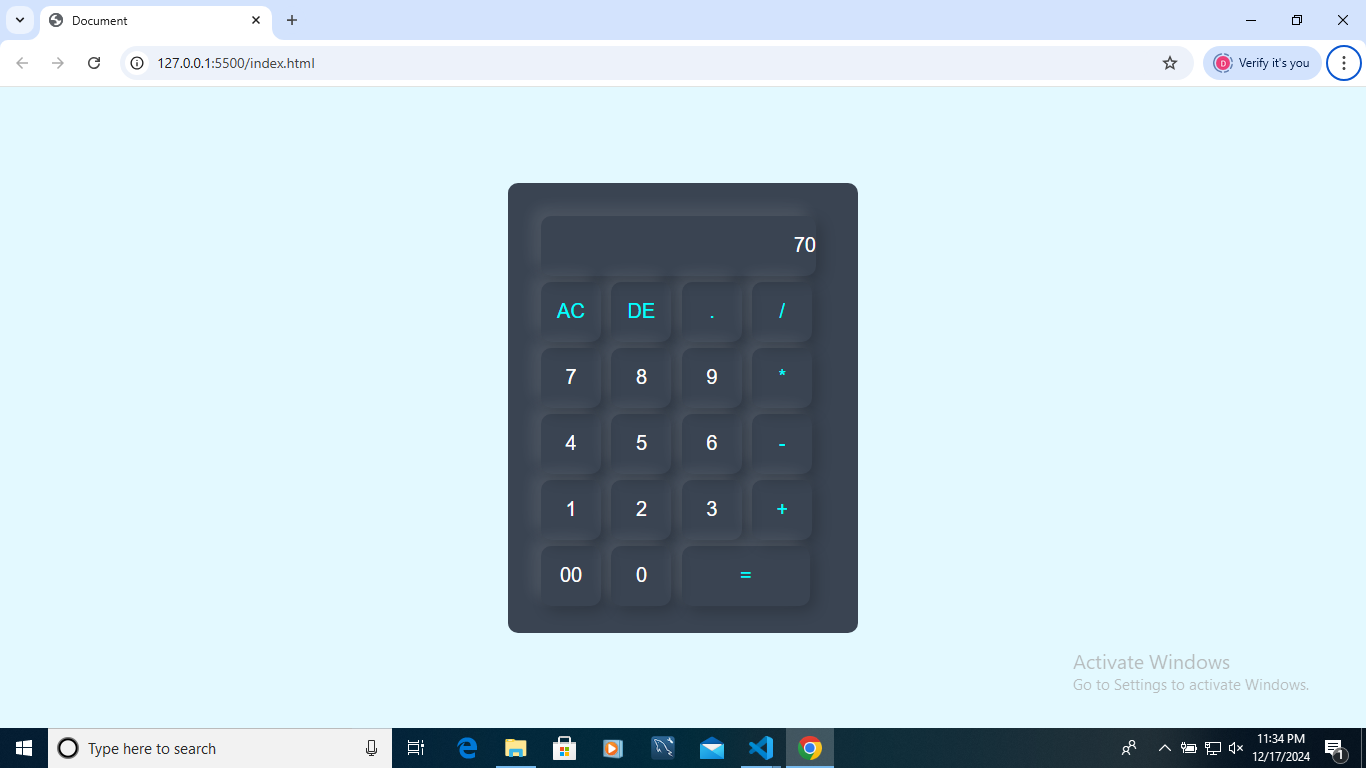 Document
127.0.0.1:5500/index.html
D
Verify it's you
70
AC DE . /
7 8 9 *
4 5 6 -
1 2 3 +
00 0 =
Activate Windows
Go to Settings to activate Windows.
Type here to search
11:34 PM
12/17/2024
1